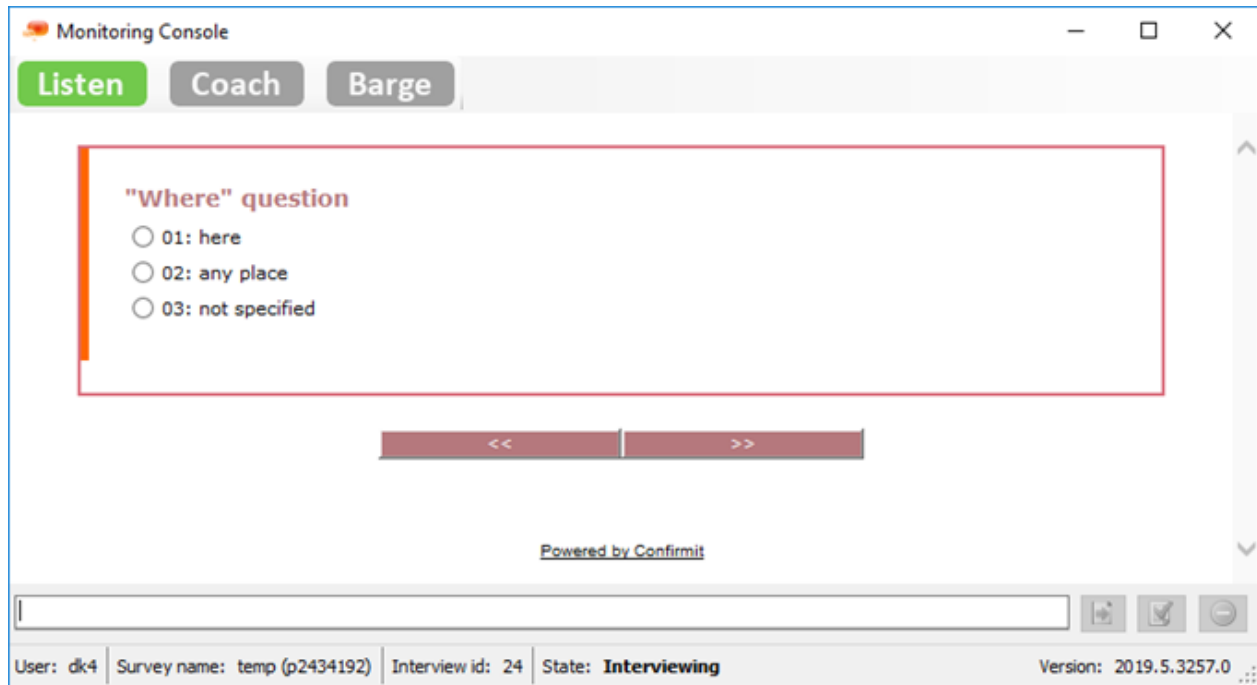 Monitoring Console
Listen Coach Barge
"Where" question
01: here
02: any place
03: not specified
<< >>
Powered by Confirmit
User: dk4 Survey name: temp (p2434192) Interview id: 24 State: Interviewing Version: 2019.5.3257.0